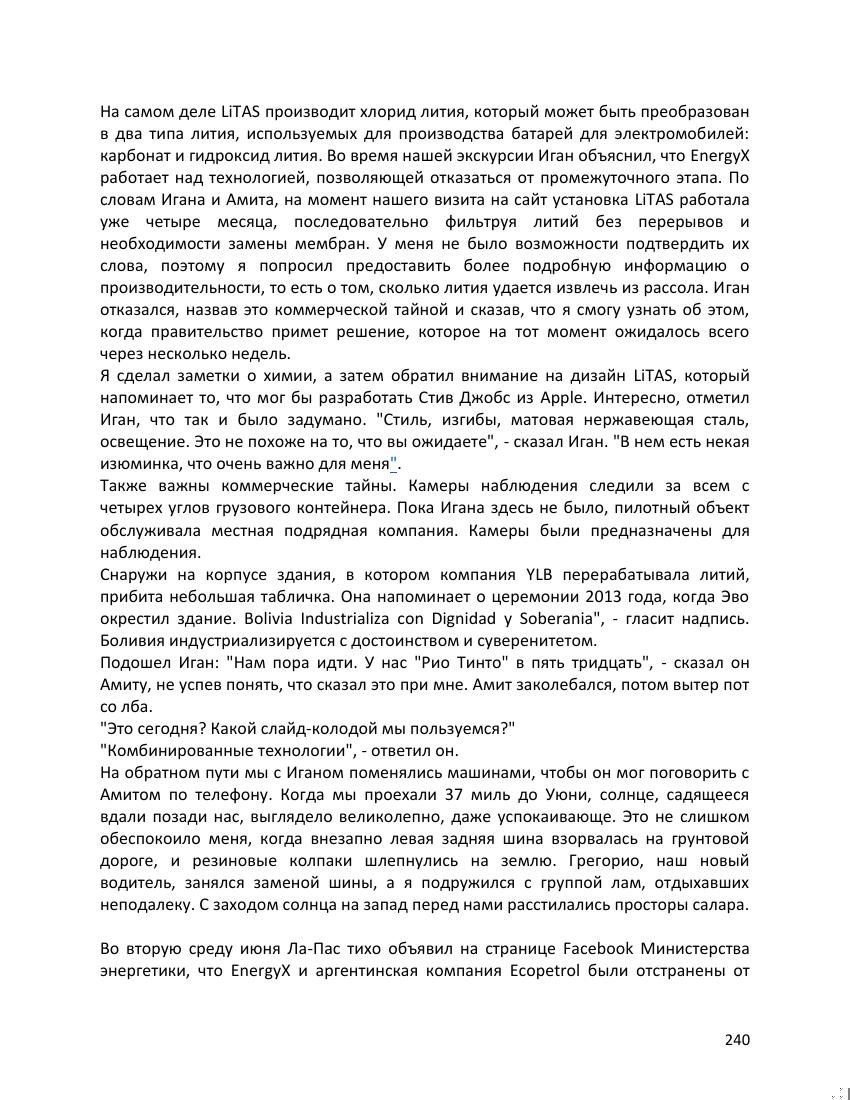 На самом деле LiTAS производит хлорид лития, который может быть преобразован
в два типа лития, используемых для производства батарей для электромобилей:
карбонат и гидроксид лития. Во время нашей экскурсии Иган объяснил, что EnergyX
работает над технологией, позволяющей отказаться от промежуточного этапа. По
словам Игана и Амита, на момент нашего визита на сайт установка LiTAS работала
уже четыре месяца, последовательно фильтруя литий без перерывов и
необходимости замены мембран. У меня не было возможности подтвердить их
слова, поэтому я попросил предоставить более подробную информацию о
производительности, то есть о том, сколько лития удается извлечь из рассола. Иган
отказался, назвав это коммерческой тайной и сказав, что я смогу узнать об этом,
когда правительство примет решение, которое на тот момент ожидалось всего
через несколько недель.
Я сделал заметки о химии, а затем обратил внимание на дизайн LiTAS, который
напоминает то, что мог бы разработать Стив Джобс из Apple. Интересно, отметил
Иган, что так и было задумано. "Стиль, изгибы, матовая нержавеющая сталь,
освещение. Это не похоже на то, что вы ожидаете", - сказал Иган. "В нем есть некая
изюминка, что очень важно для меня".
Также важны коммерческие тайны. Камеры наблюдения следили за всем с
четырех углов грузового контейнера. Пока Игана здесь не было, пилотный объект
обслуживала местная подрядная компания. Камеры были предназначены для
наблюдения.
Снаружи на корпусе здания, в котором компания YLB перерабатывала литий,
прибита небольшая табличка. Она напоминает о церемонии 2013 года, когда Эво
окрестил здание. Bolivia Industrializa con Dignidad y Soberania", - гласит надпись.
Боливия индустриализируется с достоинством и суверенитетом.
Подошел Иган: "Нам пора идти. У нас "Рио Тинто" в пять тридцать", - сказал он
Амиту, не успев понять, что сказал это при мне. Амит заколебался, потом вытер пот
со лба.
"Это сегодня? Какой слайд-колодой мы пользуемся?"
"Комбинированные технологии", - ответил он.
На обратном пути мы с Иганом поменялись машинами, чтобы он мог поговорить с
Амитом по телефону. Когда мы проехали 37 миль до Уюни, солнце, садящееся
вдали позади нас, выглядело великолепно, даже успокаивающе. Это не слишком
обеспокоило меня, когда внезапно левая задняя шина взорвалась на грунтовой
дороге, и резиновые колпаки шлепнулись на землю. Грегорио, наш новый
водитель, занялся заменой шины, а я подружился с группой лам, отдыхавших
неподалеку. С заходом солнца на запад перед нами расстилались просторы салара.
Во вторую среду июня Ла-Пас тихо объявил на странице Facebook Министерства
энергетики, что EnergyX и аргентинская компания Ecopetrol были отстранены от
240